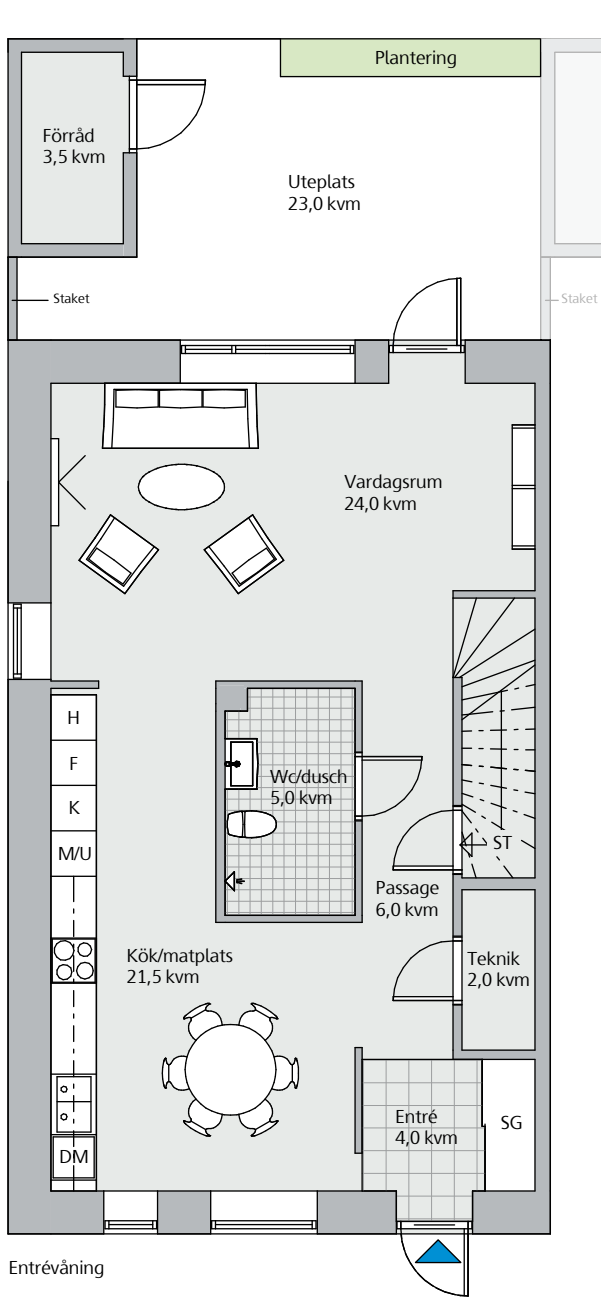 Plantering
Förråd
3,5 kvm
Uteplats
23,0 kvm
Staket
Staket
Vardagsrum
24,0 kvm
H
F
K
M/U
Wc/dusch
5,0 kvm
ST
Passage
6,0 kvm
Kök/matplats
21,5 kvm
Teknik
2,0 kvm
Entré
4,0 kvm
SG
DM
Entrévåning